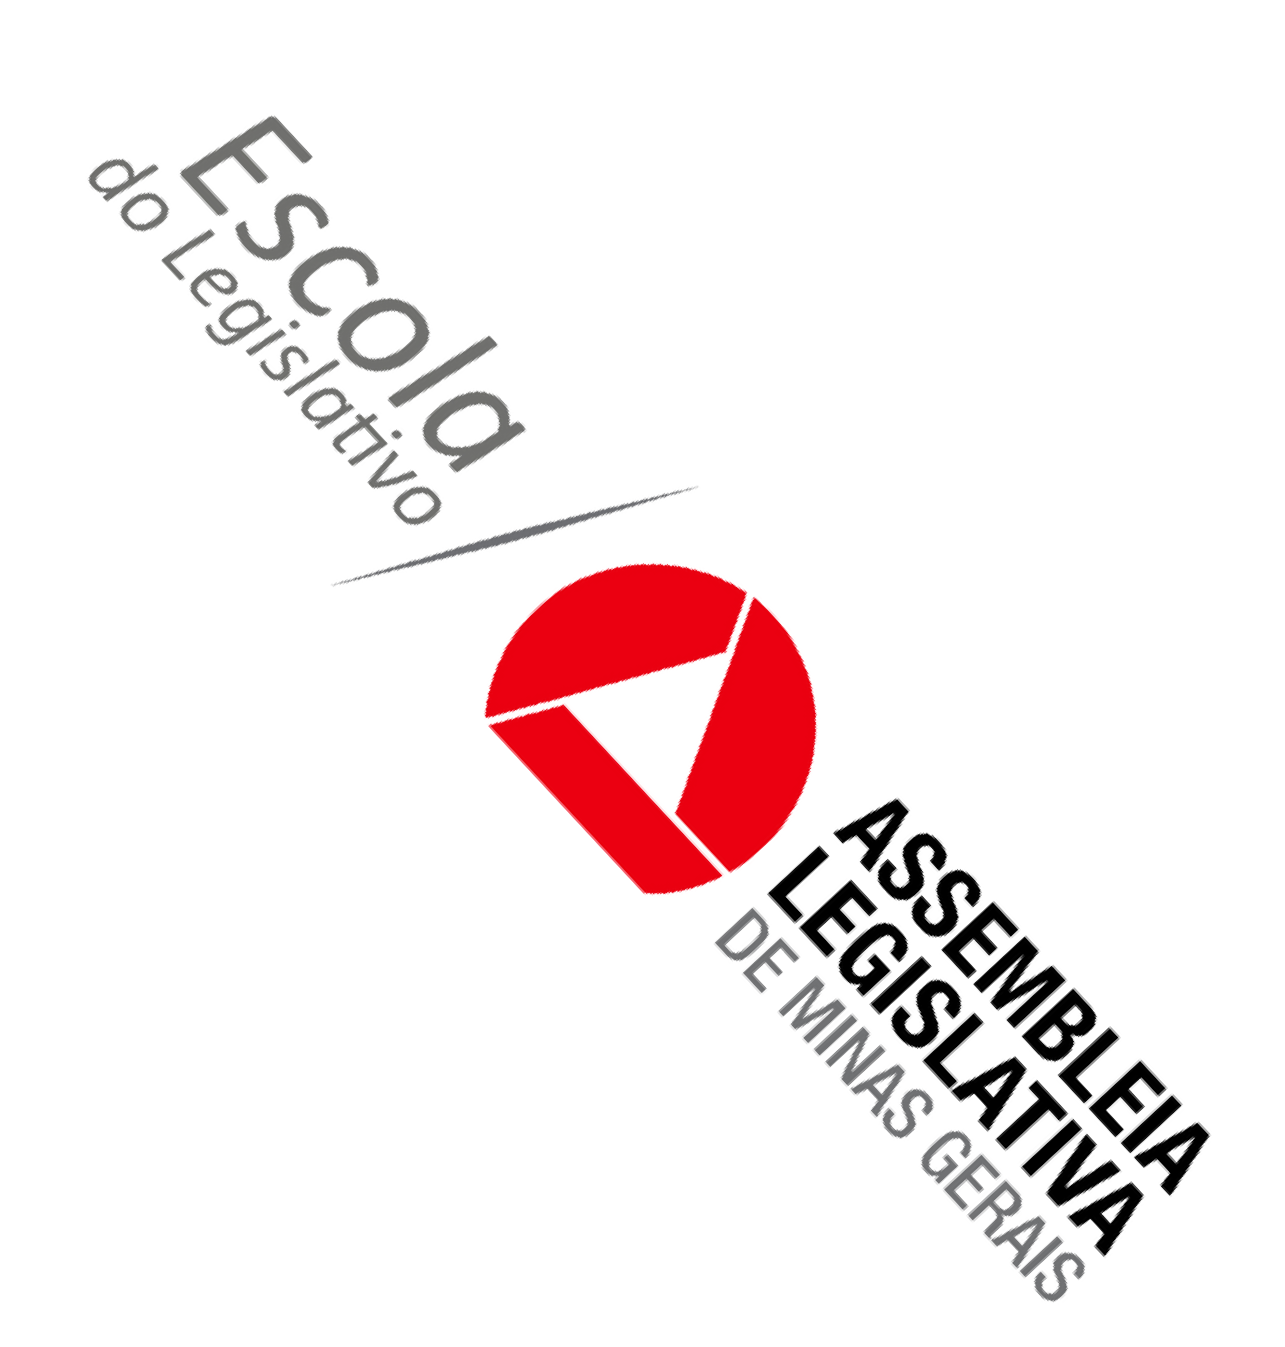 Escola
do Legislativo
ASSEMBLEIA
LEGISLATIVA
DE MINAS GERAIS